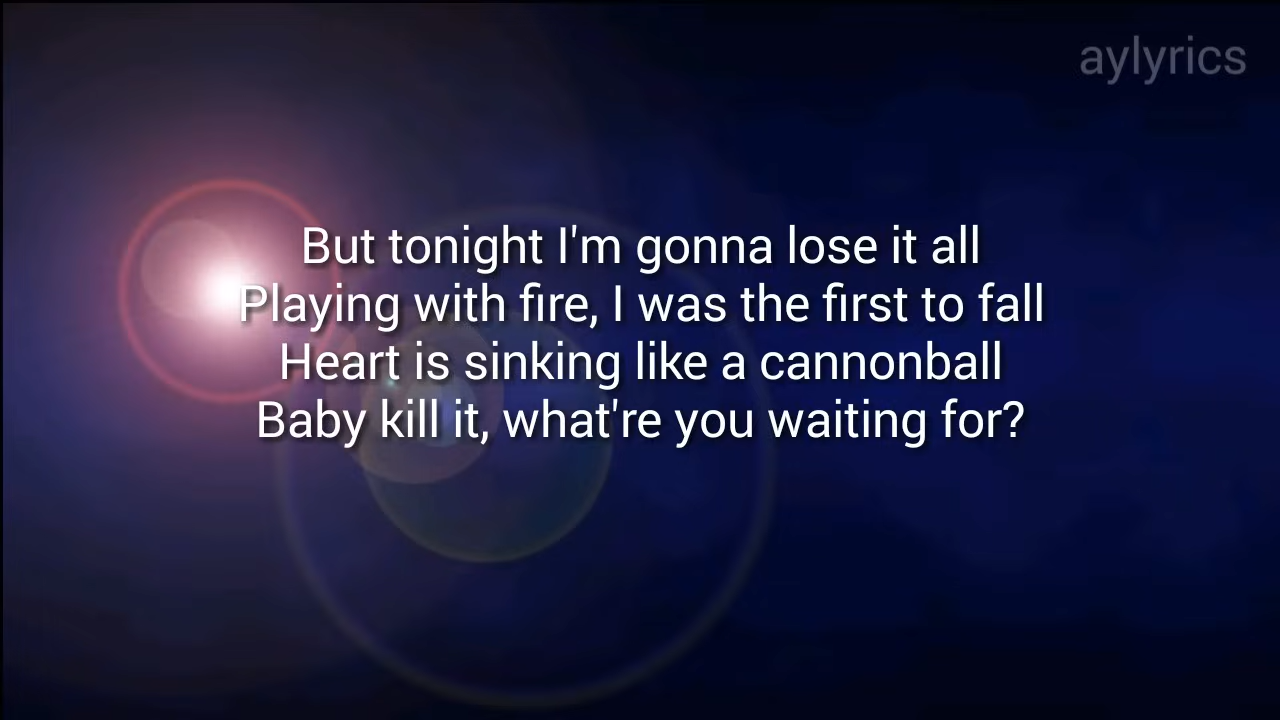 aylyrics
But tonight I'm gonna lose it all
Playing with fire, I was the first to fall
Heart is sinking like a cannonball
Baby kill it, what're you waiting for?